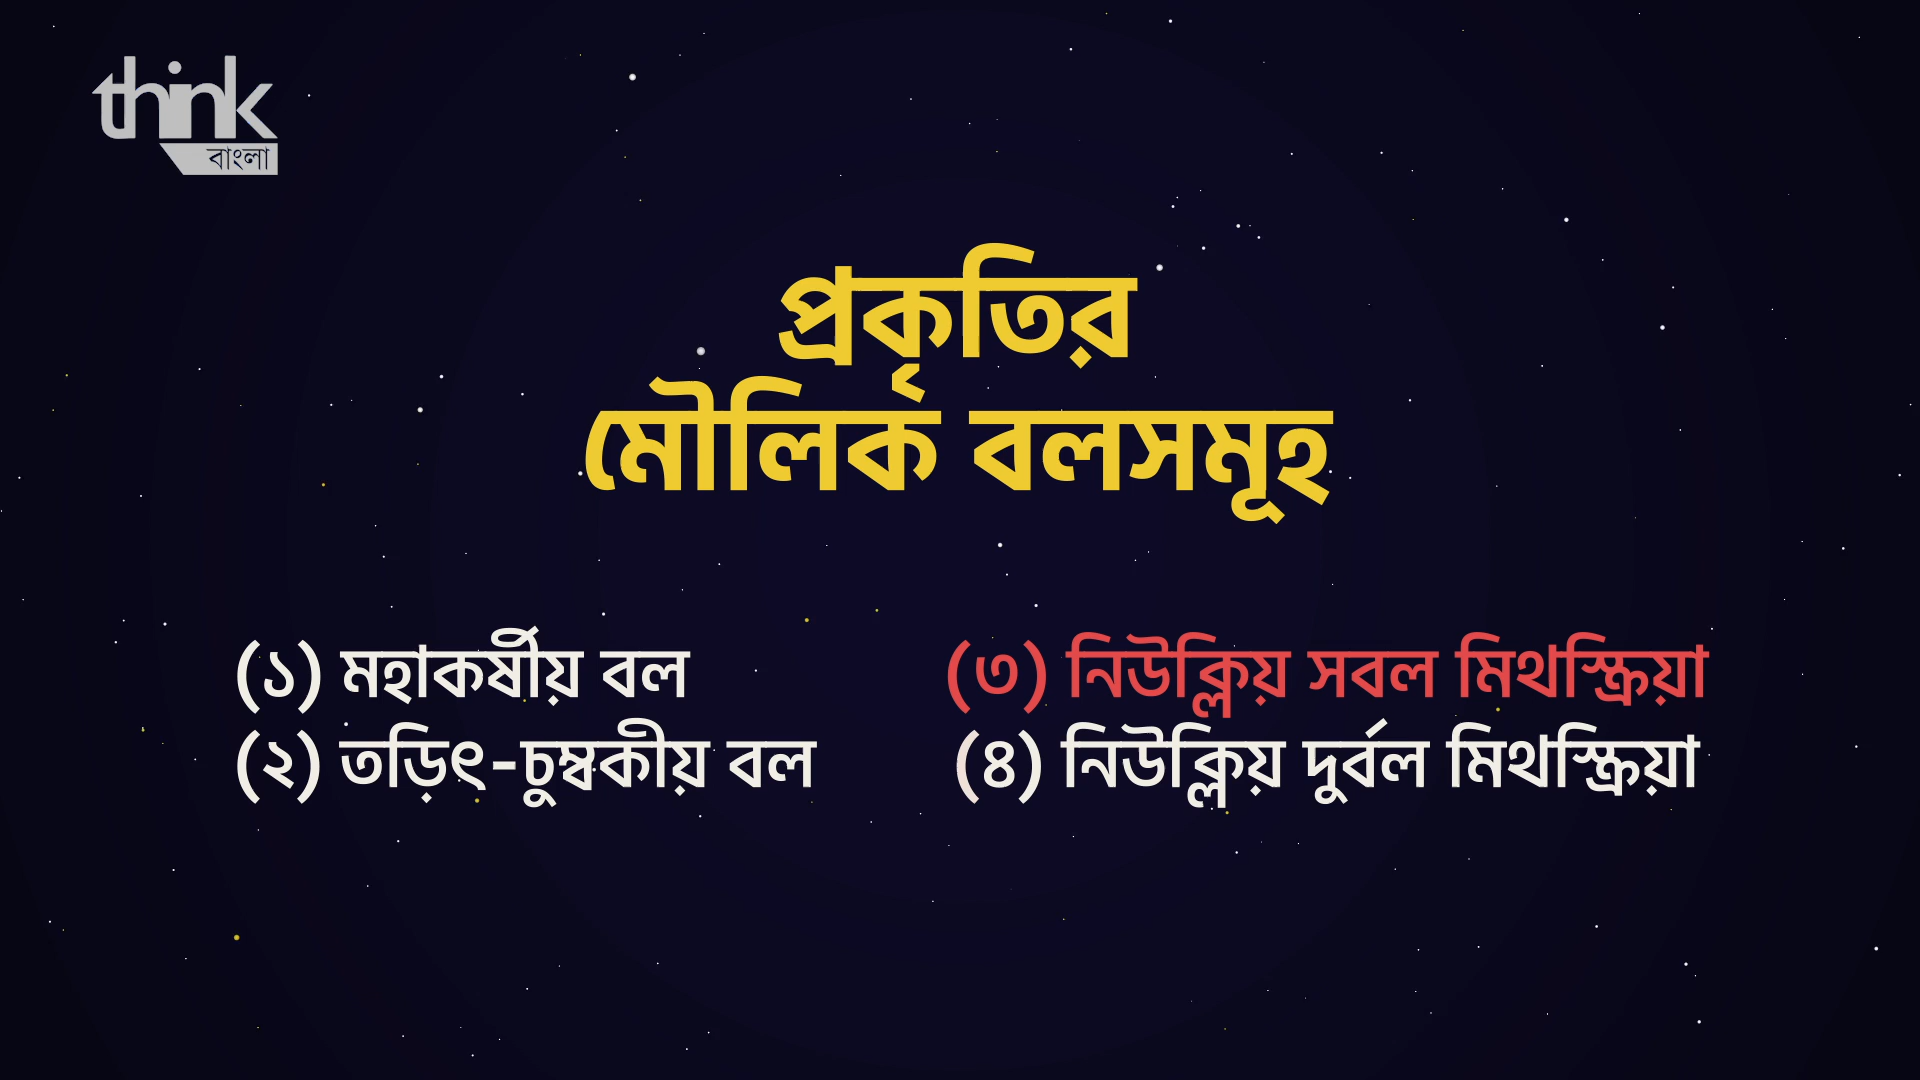 think
বাংলা
প্রকৃতির
মৌলিক বলসমূহ
(১) মহাকর্ষীয় বল
(২) তড়িৎ-চুম্বকীয় বল
(৩) নিউক্লিয় সবল মিথস্ক্রিয়া
(৪) নিউক্লিয় দুর্বল মিথস্ক্রিয়া